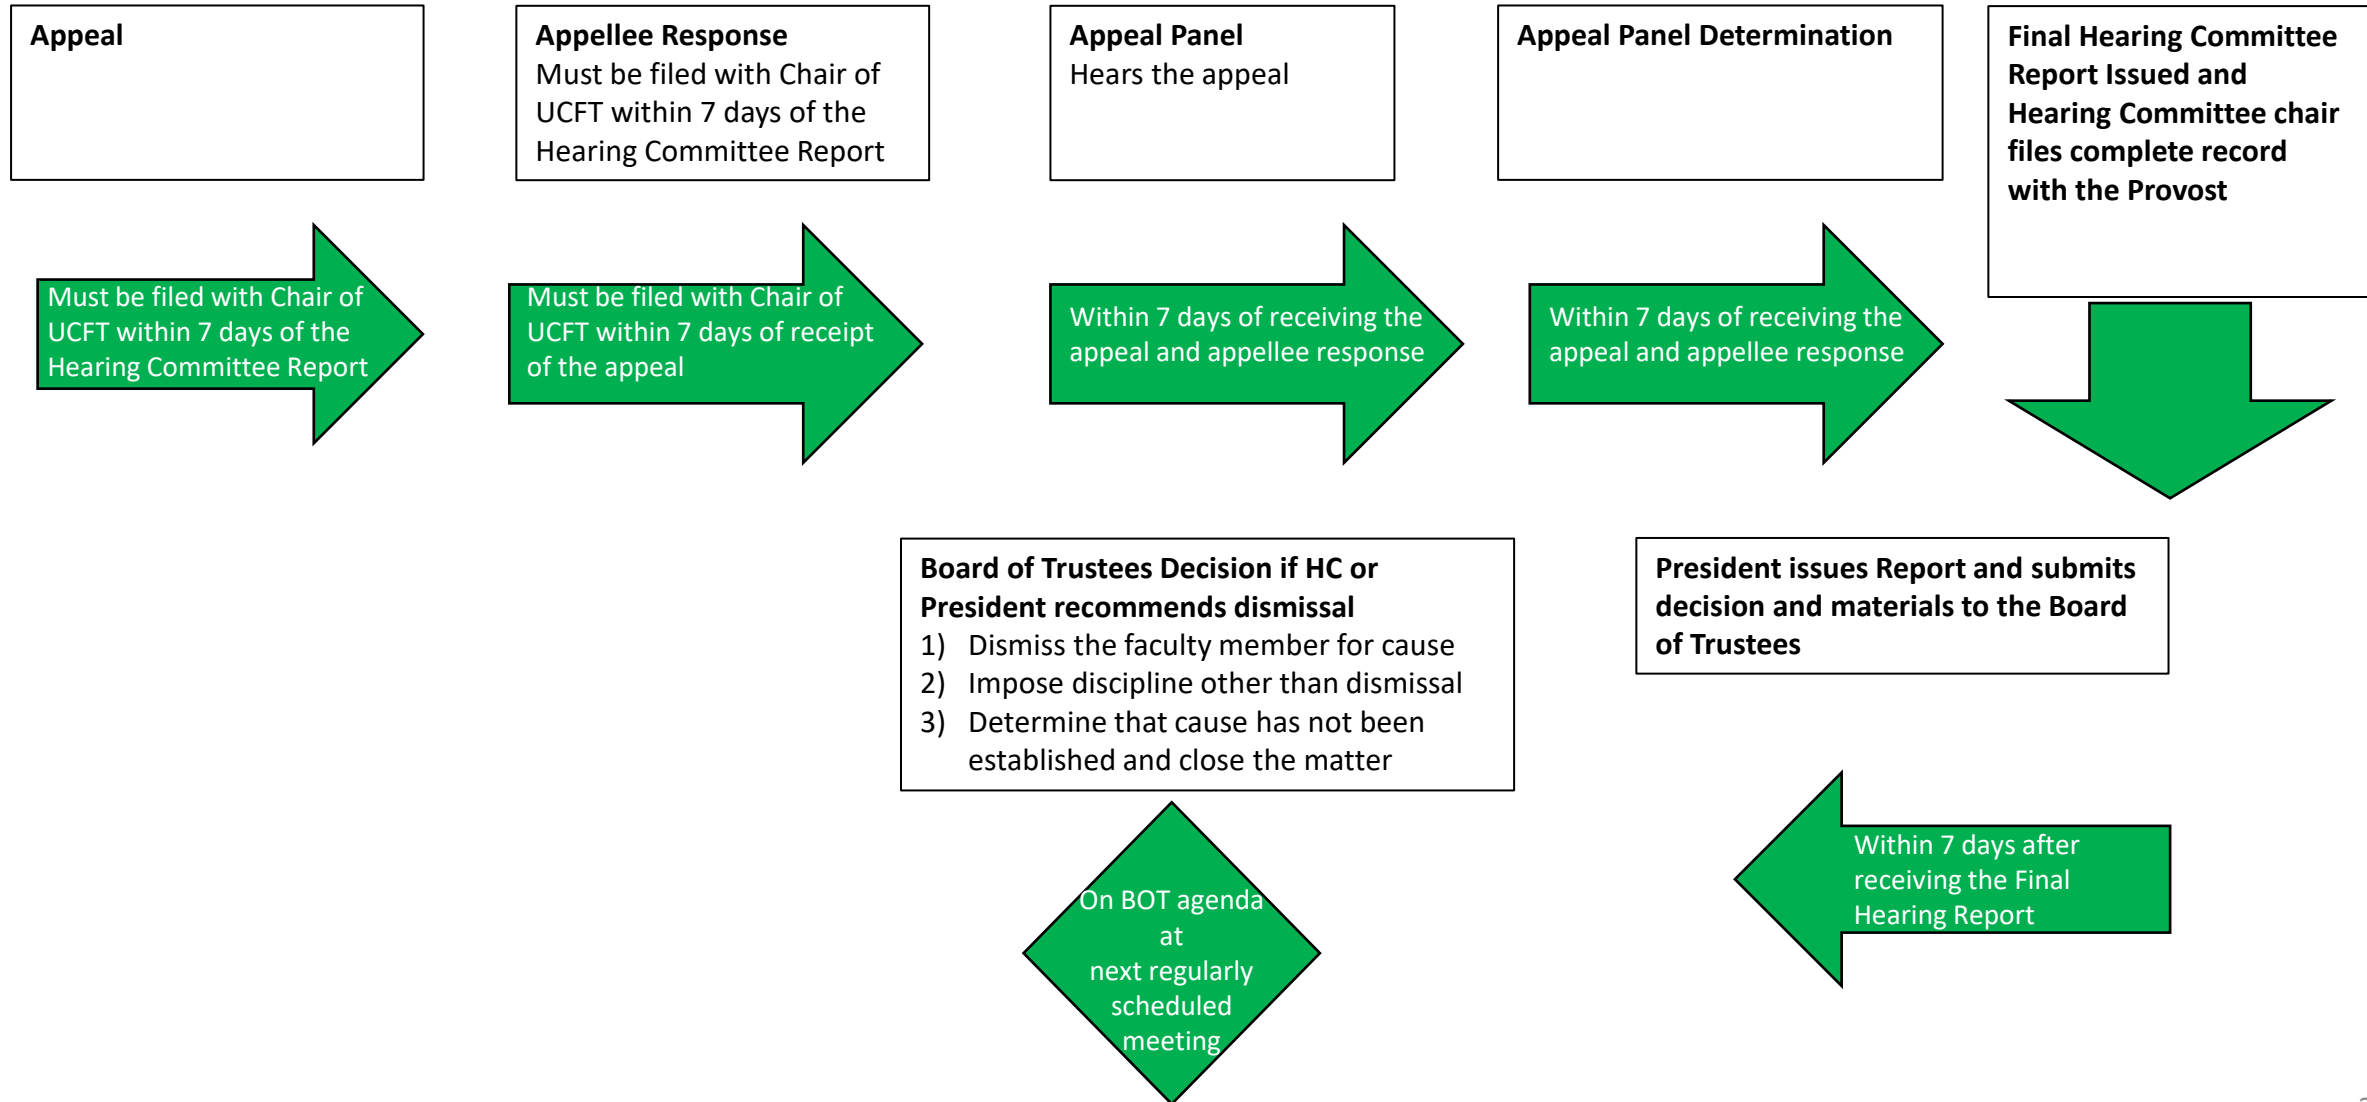 Appeal
Appellee Response
Must be filed with Chair of
UCFT within 7 days of the
Hearing Committee Report
Appeal Panel
Hears the appeal
Appeal Panel Determination
Final Hearing Committee
Report Issued and
Hearing Committee chair
files complete record
with the Provost
Must be filed with Chair of
UCFT within 7 days of the
Hearing Committee Report
Must be filed with Chair of
UCFT within 7 days of receipt
of the appeal
Within 7 days of receiving the
appeal and appellee response
Within 7 days of receiving the
appeal and appellee response
Board of Trustees Decision if HC or
President recommends dismissal
1) Dismiss the faculty member for cause
2) Impose discipline other than dismissal
3) Determine that cause has not been
established and close the matter
President issues Report and submits
decision and materials to the Board
of Trustees
On BOT agenda
at
next regularly
scheduled
meeting
Within 7 days after
receiving the Final
Hearing Report